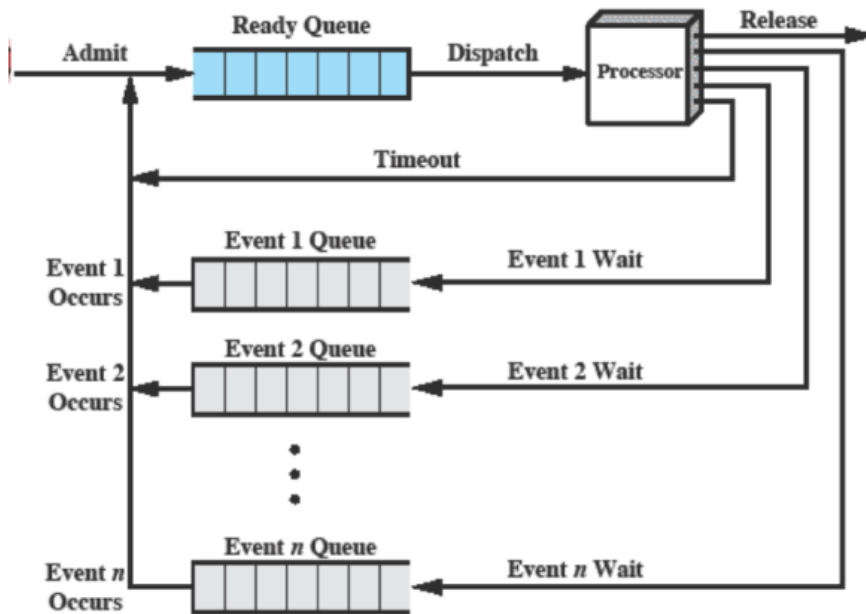 Ready Queue
Release
Admit
Dispatch
Processor
Timeout
Event 1 Queue
Event 1
Occurs
Event 1 Wait
Event 2 Queue
Event 2
Occurs
Event 2 Wait
Event n Queue
Event n
Occurs
Event n Wait